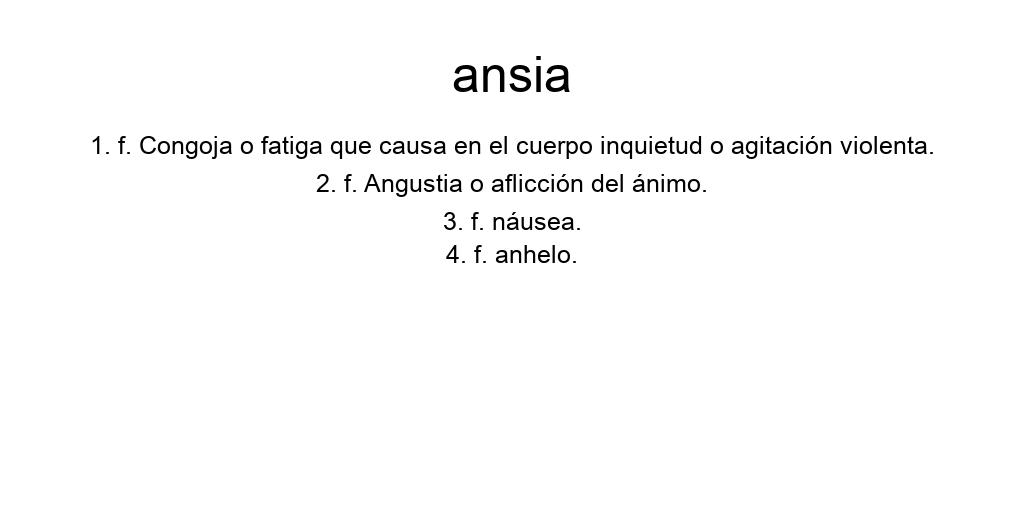 ansia
1. f. Congoja o fatiga que causa en el cuerpo inquietud o agitación violenta.
2. f. Angustia o aflicción del ánimo.
3. f. náusea.
4. f. anhelo.